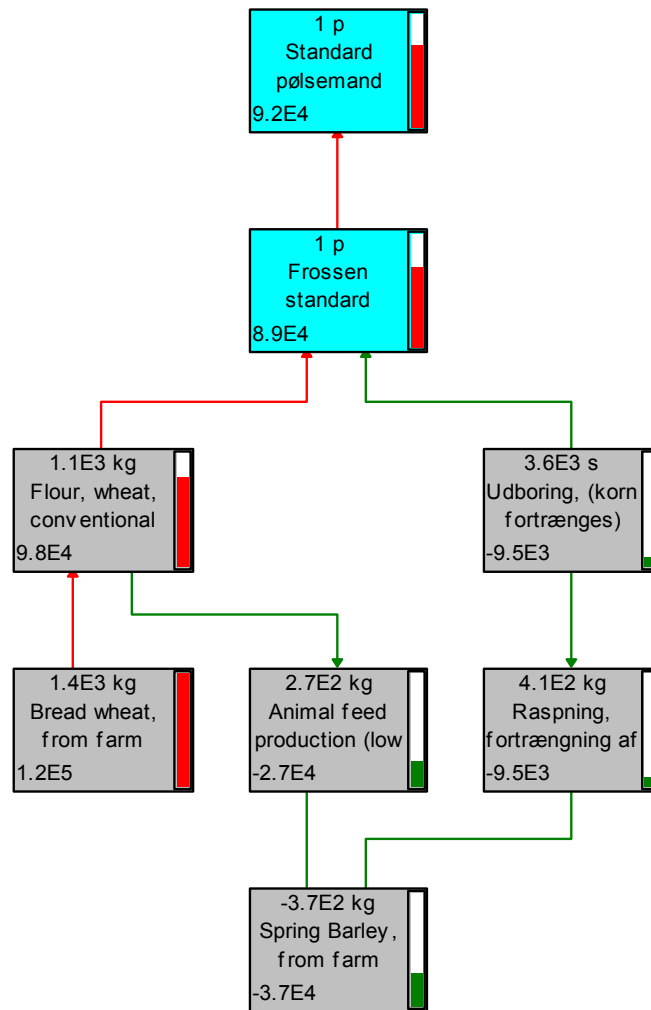 1 p
Standard
pølsemand
9.2E4
1 p
Frossen
standard
8.9E4
1.1E3 kg
Flour, wheat,
conventional
9.8E4
3.6E3 s
Udboring, (korn
fortrænges)
-9.5E3
1.4E3 kg
Bread wheat,
from farm
1.2E5
2.7E2 kg
Animal feed
production (low
-2.7E4
4.1E2 kg
Raspning,
fortrængning af
-9.5E3
-3.7E2 kg
Spring Barley,
from farm
-3.7E4